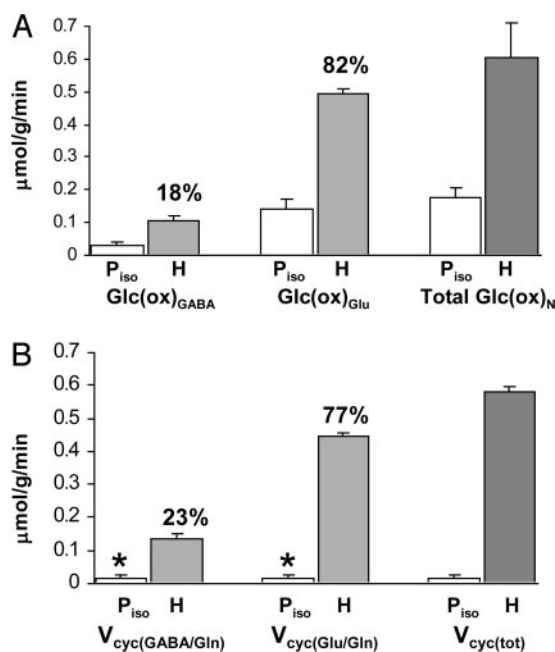 A
0.7
0.6
0.5
0.4
0.3
0.2
0.1
0
μmol/g/min
18%
82%
Piso H Piso H Piso H
Glc(ox)GABA Glc(ox)Glu Total Glc(ox)N
B
0.7
0.6
0.5
0.4
0.3
0.2
0.1
0
μmol/g/min
* 23% * 77%
Piso H Piso H Piso H
Vcyc(GABA/Gln) Vcyc(Glu/Gln) Vcyc(tot)